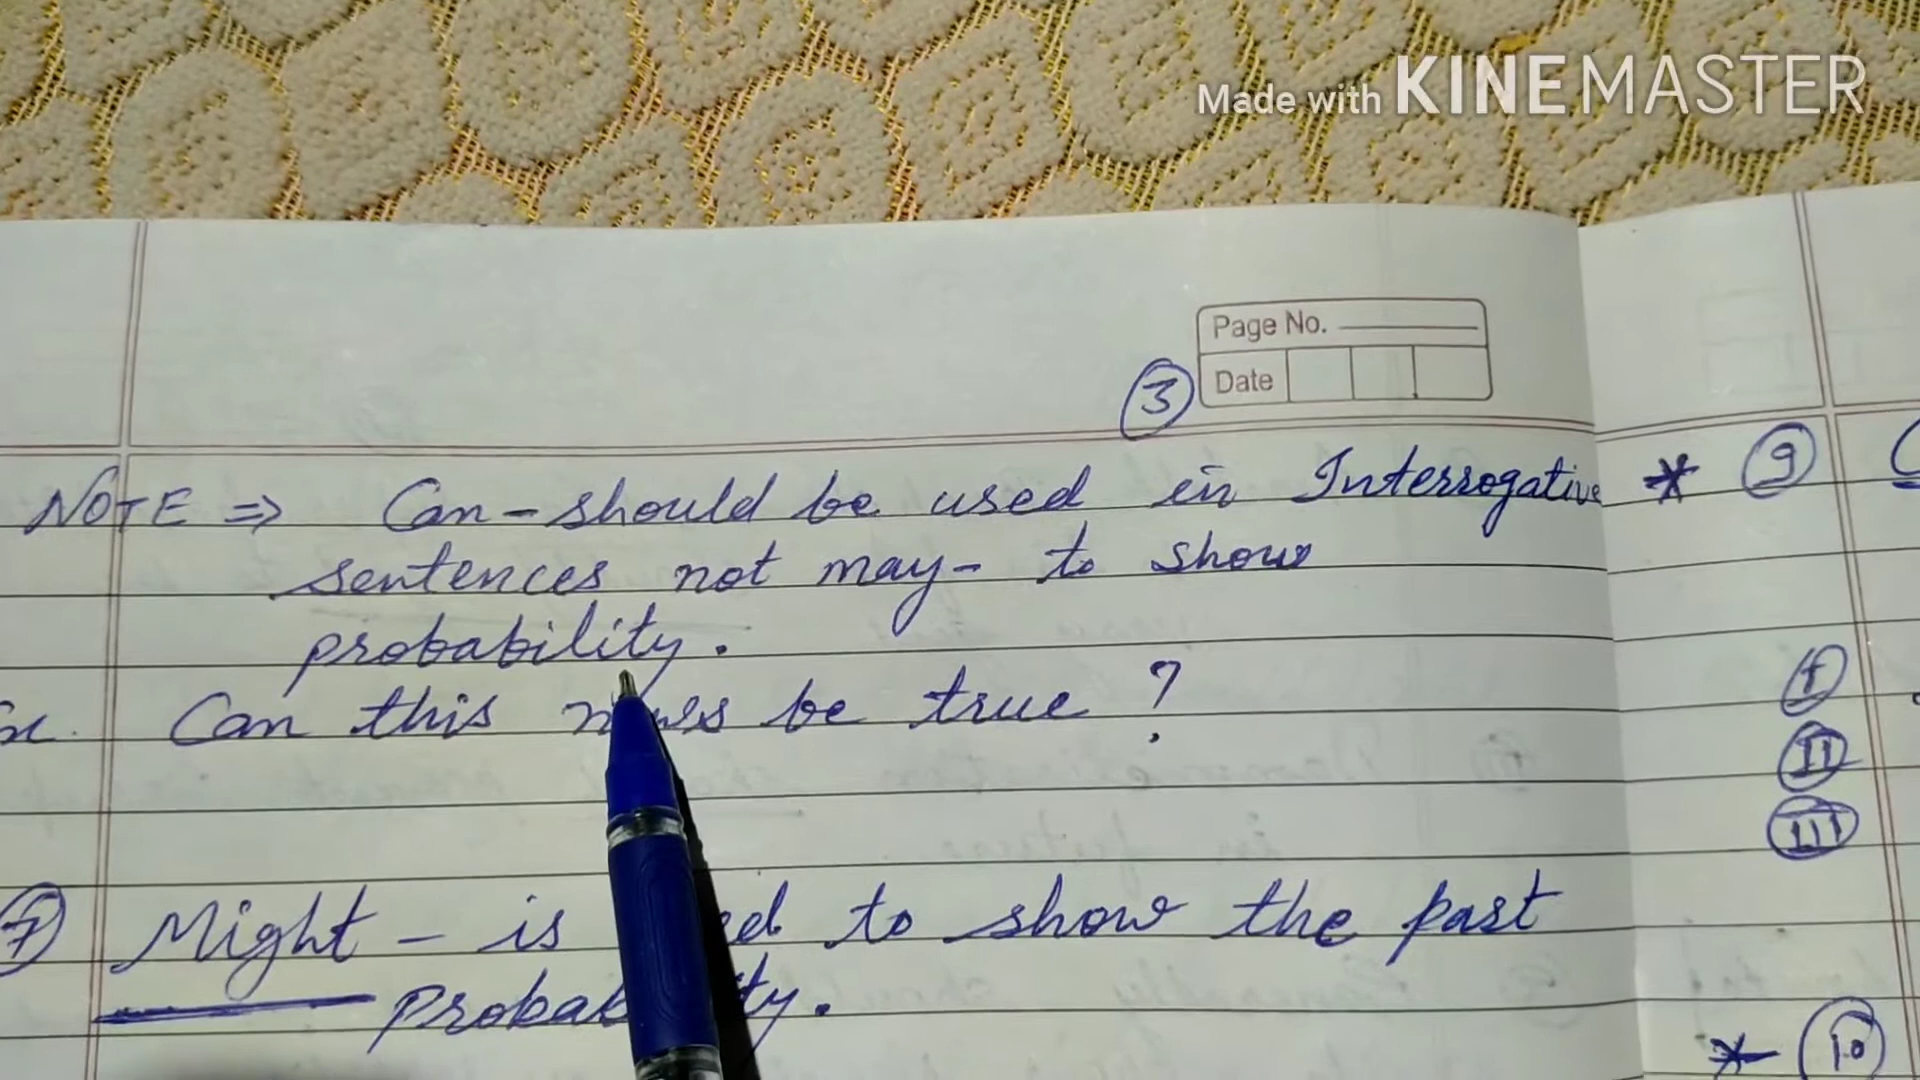 Made with KINEMASTER
Page No.
Date
3
NOTE ⇒ Can - should be used in Interrogative
sentences not may - to show
probability.
Can this news be true ?
7 Might - is to show the past
* 9
I
II
III
* 10